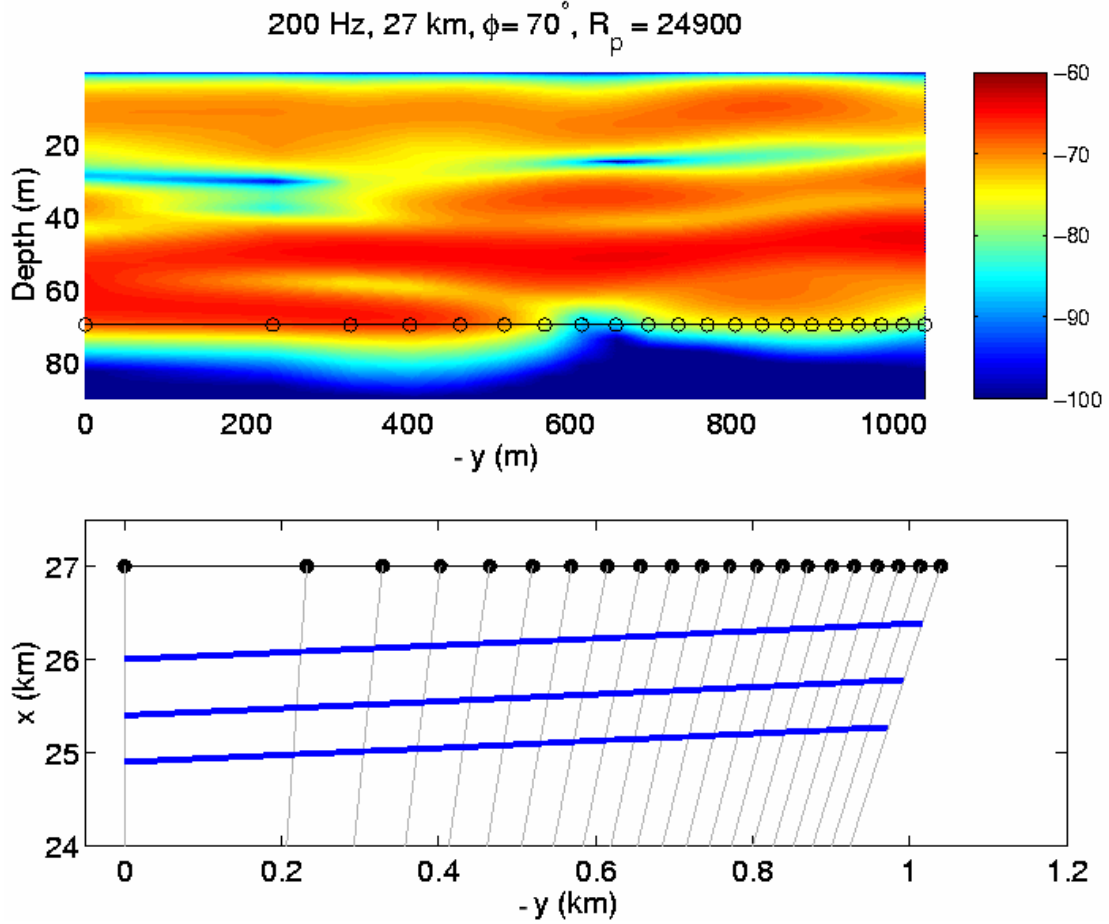 200 Hz, 27 km, ϕ= 70°, R_p = 24900
Depth (m)
20
40
60
80
0 200 400 600 800 1000
- y (m)
−60
−70
−80
−90
−100
x (km)
27
26
25
24
0 0.2 0.4 0.6 0.8 1 1.2
- y (km)